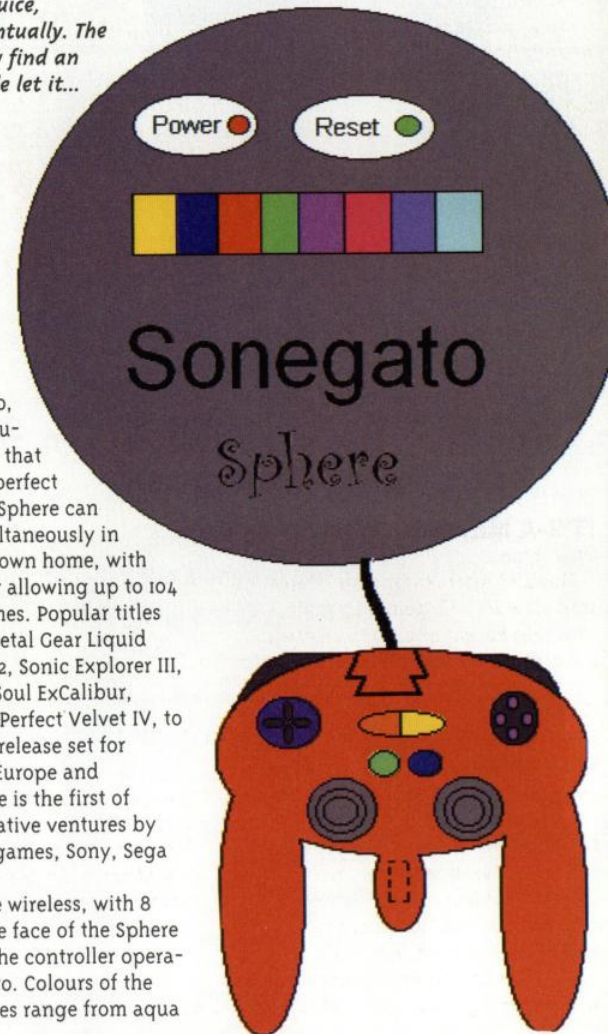 uice,
ntually. The
y find an
le let it...
Power
Reset
Sonegato
Sphere
o,
u-
that
perfect
Sphere can
ltaneously in
own home, with
r allowing up to 104
nes. Popular titles
etal Gear Liquid
2, Sonic Explorer III,
Soul ExCalibur,
Perfect Velvet IV, to
release set for
Europe and
e is the first of
ative ventures by
games, Sony, Sega
e wireless, with 8
e face of the Sphere
he controller opera-
ro. Colours of the
es range from aqua